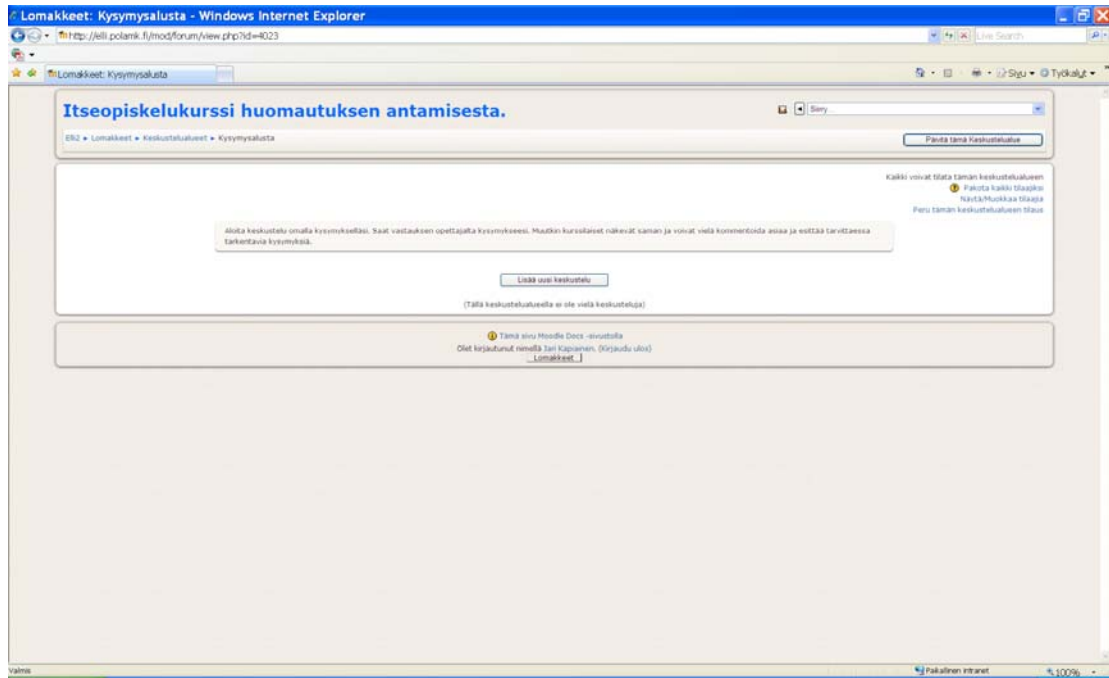 Lomakkeet: Kysymysalusta - Windows Internet Explorer
http://elli.polamk.fi/mod/forum/view.php?id=4023
Live Search
Lomakkeet: Kysymysalusta
Sivu Työkalut
Itseopiskelukurssi huomautuksen antamisesta.
Siirry...
Elli2 ► Lomakkeet ► Keskustelualueet ► Kysymysalusta
Päivitä tämä Keskustelualue
Kaikki voivat tilata tämän keskustelualueen
Pakota kaikki tilaajiksi
Näytä/Muokkaa tilaajia
Peru tämän keskustelualueen tilaus
Aloita keskustelu omalla kysymykselläsi. Saat vastauksen opettajalta kysymykseesi. Muutkin kurssilaiset näkevät saman ja voivat vielä kommentoida asiaa ja esittää tarvittaessa
tarkentavia kysymyksiä.
Lisää uusi keskustelu
(Tällä keskustelualueella ei ole vielä keskusteluja)
Tämä sivu Moodle Docs -sivustolla
Olet kirjautunut nimellä Jari Kapiainen. (Kirjaudu ulos)
Lomakkeet
Valmis
Paikallinen intranet
100%